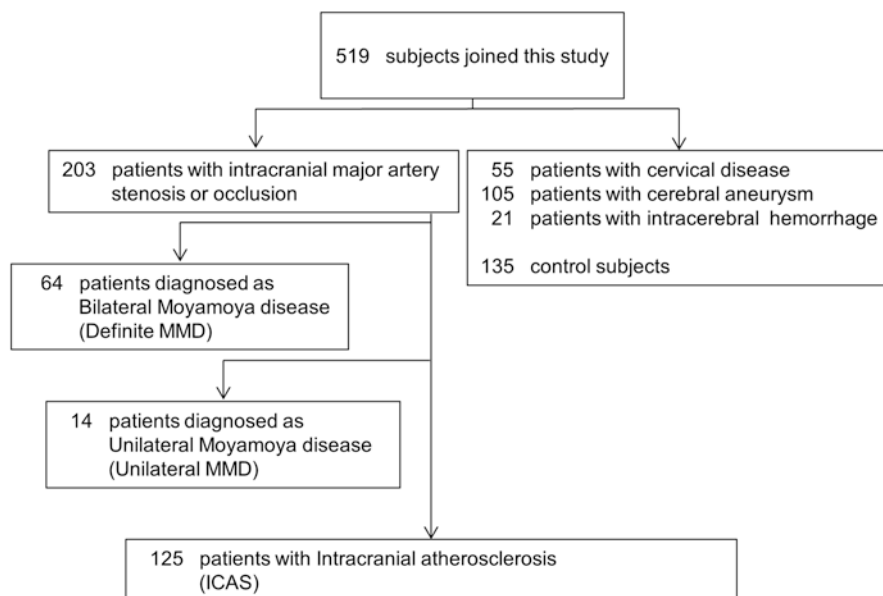 519 subjects joined this study
203 patients with intracranial major artery
stenosis or occlusion
55 patients with cervical disease
105 patients with cerebral aneurysm
21 patients with intracerebral hemorrhage
135 control subjects
64 patients diagnosed as
Bilateral Moyamoya disease
(Definite MMD)
14 patients diagnosed as
Unilateral Moyamoya disease
(Unilateral MMD)
125 patients with Intracranial atherosclerosis
(ICAS)